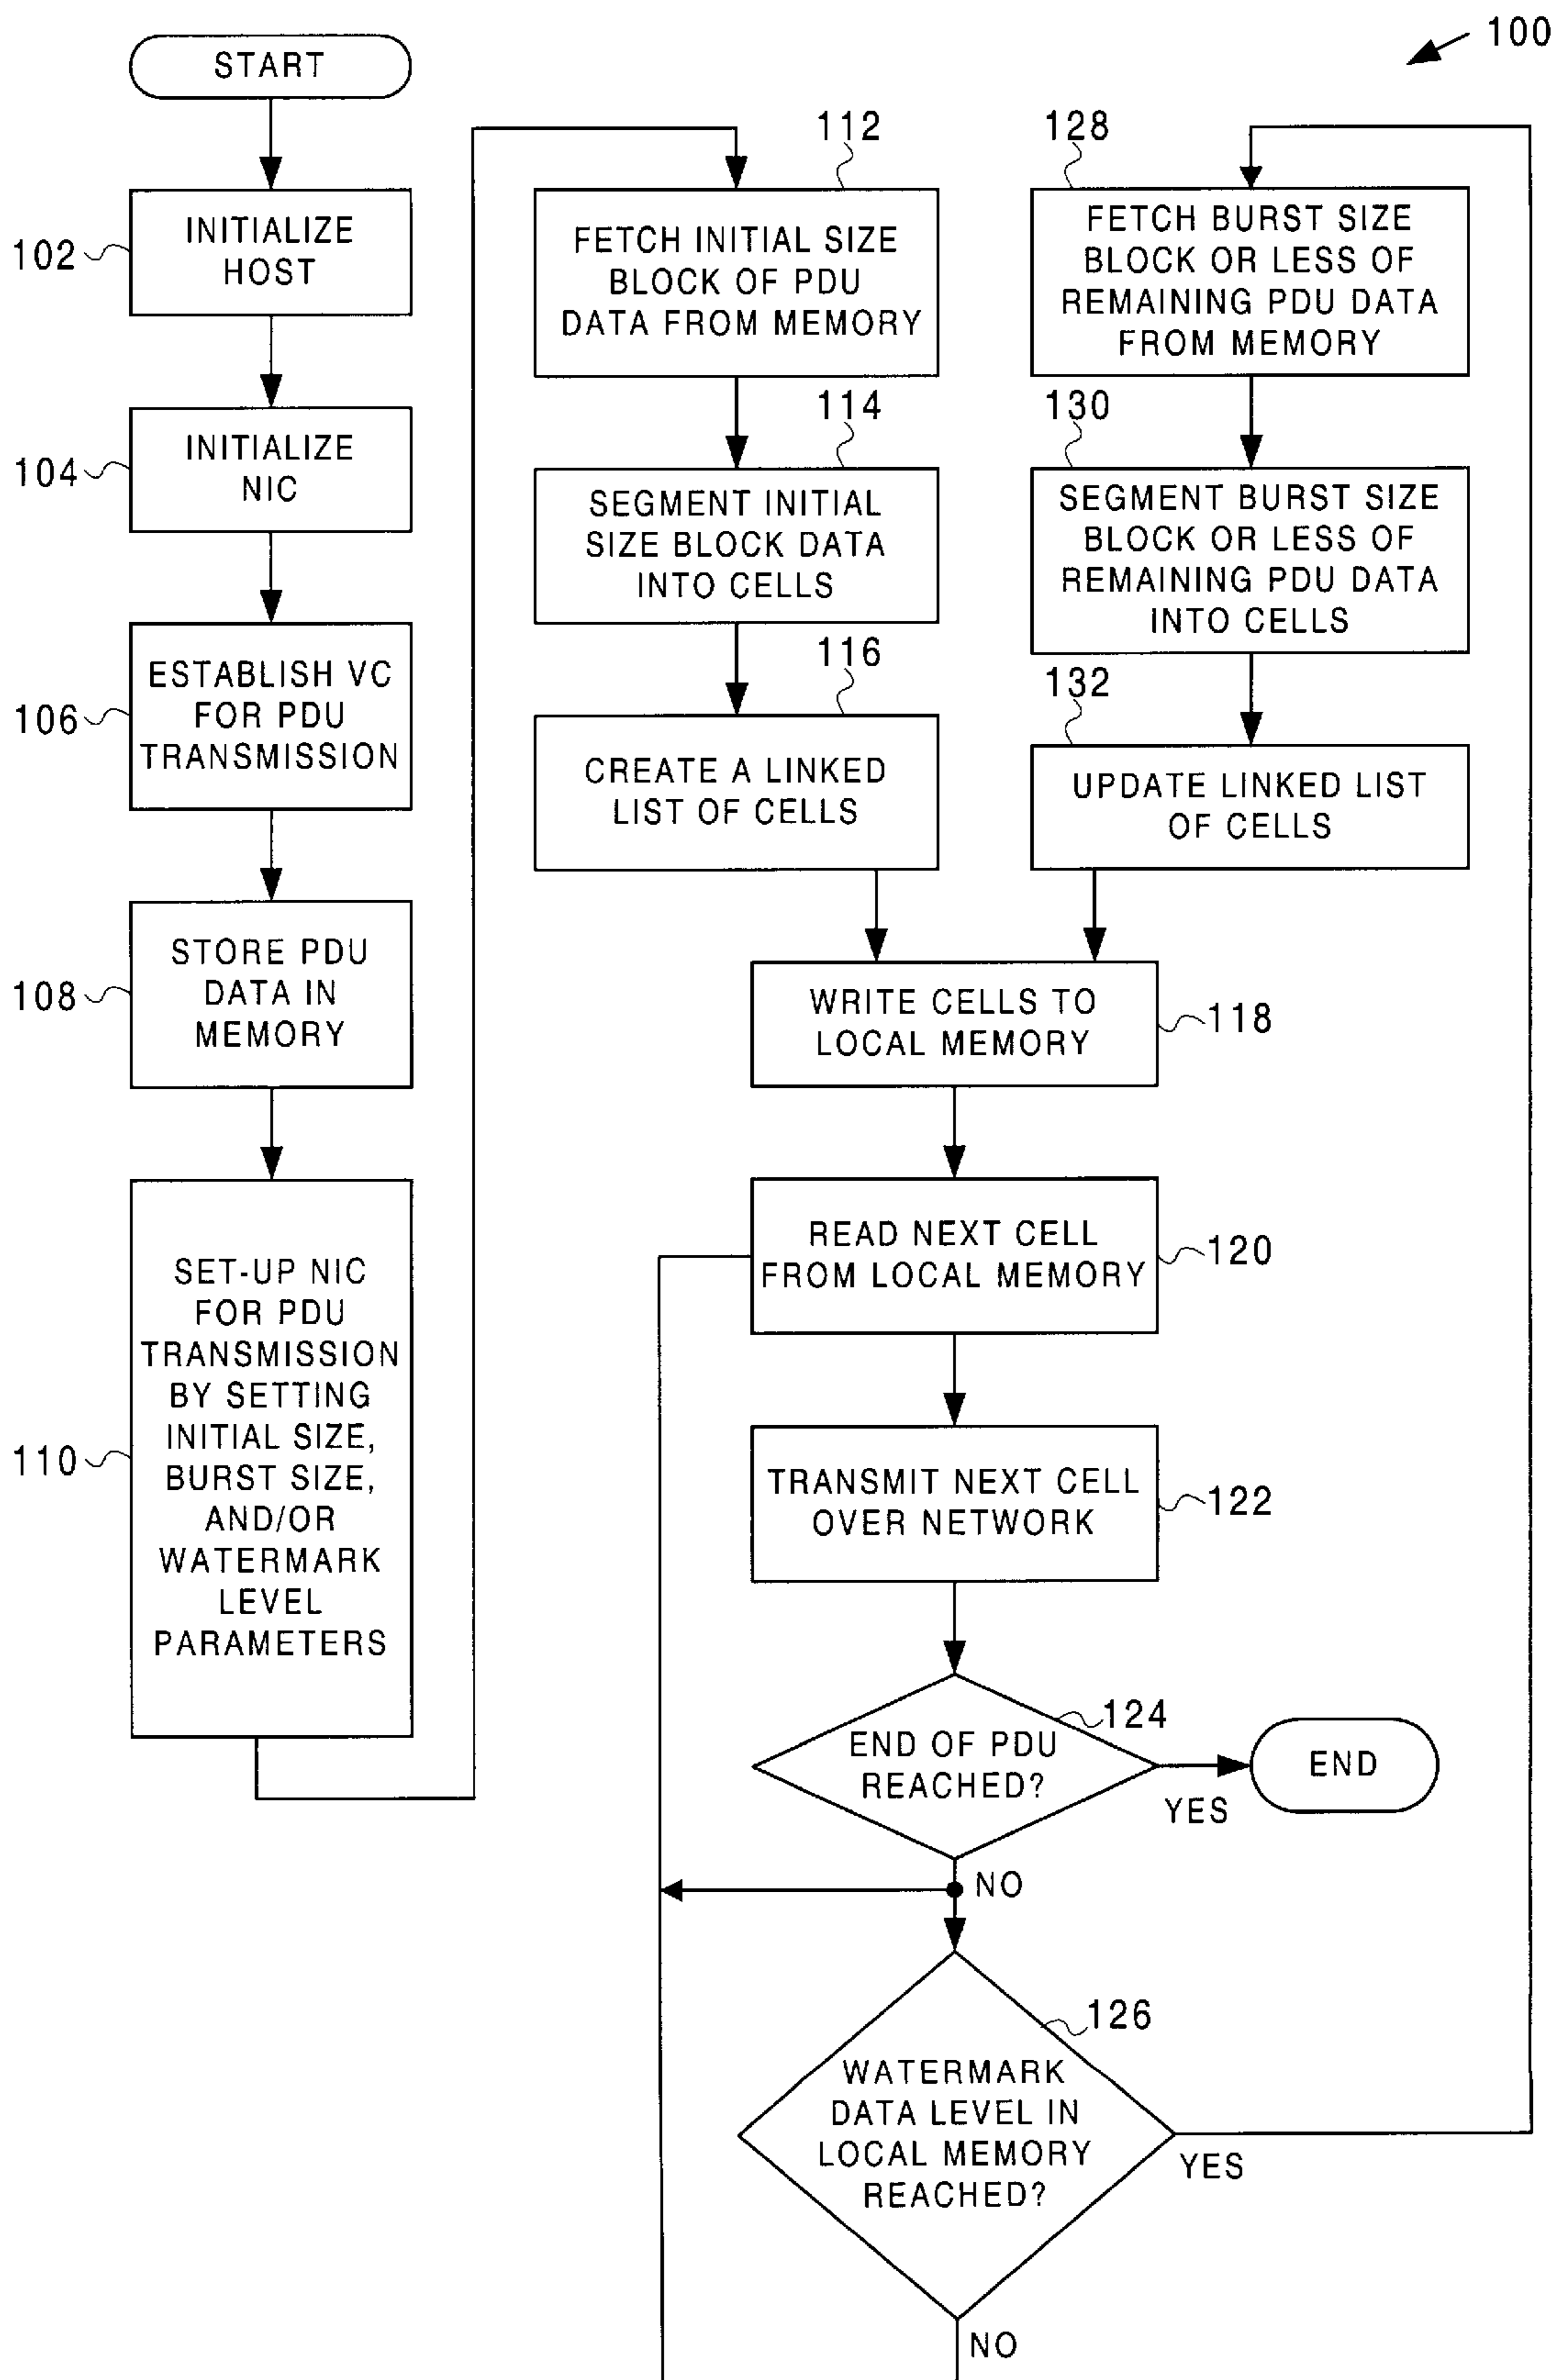 100
START
102
INITIALIZE
HOST
104
INITIALIZE
NIC
106
ESTABLISH VC
FOR PDU
TRANSMISSION
108
STORE PDU
DATA IN
MEMORY
110
SET-UP NIC
FOR PDU
TRANSMISSION
BY SETTING
INITIAL SIZE,
BURST SIZE,
AND/OR
WATERMARK
LEVEL
PARAMETERS
112
FETCH INITIAL SIZE
BLOCK OF PDU
DATA FROM MEMORY
114
SEGMENT INITIAL
SIZE BLOCK DATA
INTO CELLS
116
CREATE A LINKED
LIST OF CELLS
128
FETCH BURST SIZE
BLOCK OR LESS OF
REMAINING PDU DATA
FROM MEMORY
130
SEGMENT BURST SIZE
BLOCK OR LESS OF
REMAINING PDU DATA
INTO CELLS
132
UPDATE LINKED LIST
OF CELLS
WRITE CELLS TO
LOCAL MEMORY
118
READ NEXT CELL
FROM LOCAL MEMORY
120
TRANSMIT NEXT CELL
OVER NETWORK
122
124
END OF PDU
REACHED?
YES
END
NO
126
WATERMARK
DATA LEVEL IN
LOCAL MEMORY
REACHED?
YES
NO